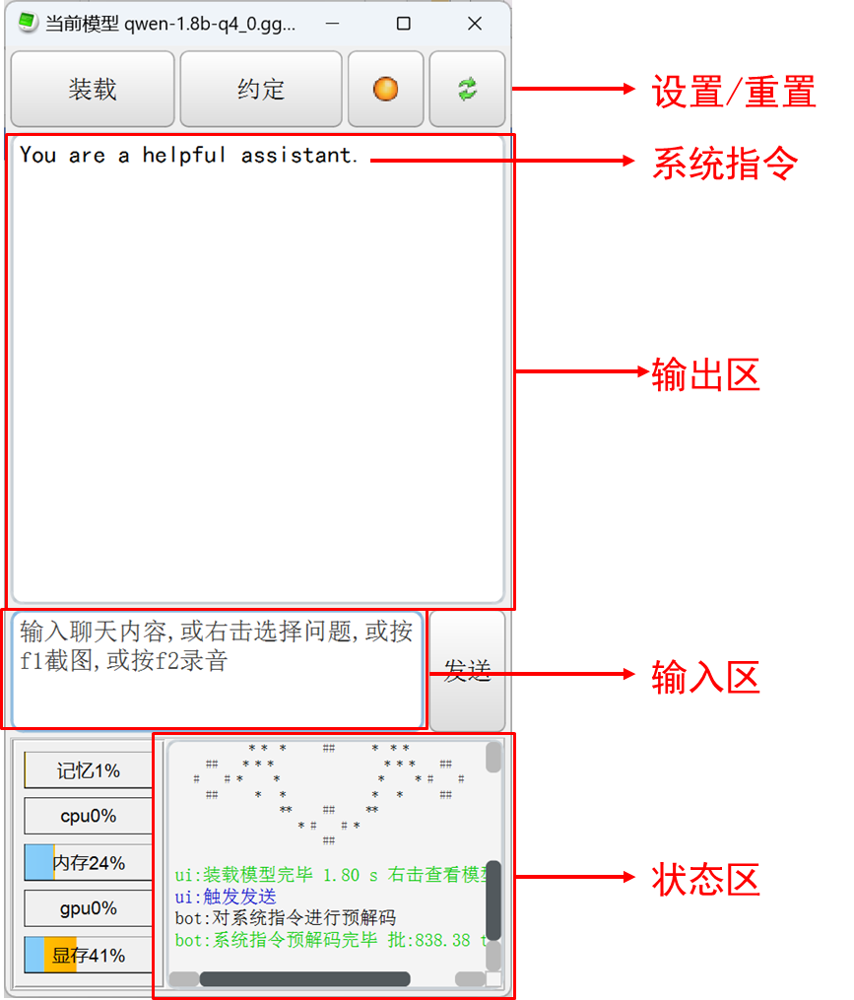 当前模型 qwen-1.8b-q4_0.gg...
装载
约定
设置/重置
You are a helpful assistant.
系统指令
输出区
输入聊天内容,或右击选择问题,或按
f1截图,或按f2录音
发送
输入区
记忆1%
cpu0%
内存24%
gpu0%
显存41%
* * *      ##      * * *
##    * * *                  * * *    ##
#    # *     *                *     * #    #
##      *   *              *   *      ##
**     ##     **
* #    # *
##
ui:装载模型完毕 1.80 s 右击查看模
ui:触发发送
bot:对系统指令进行预解码
bot:系统指令预解码完毕 批:838.38 t
状态区